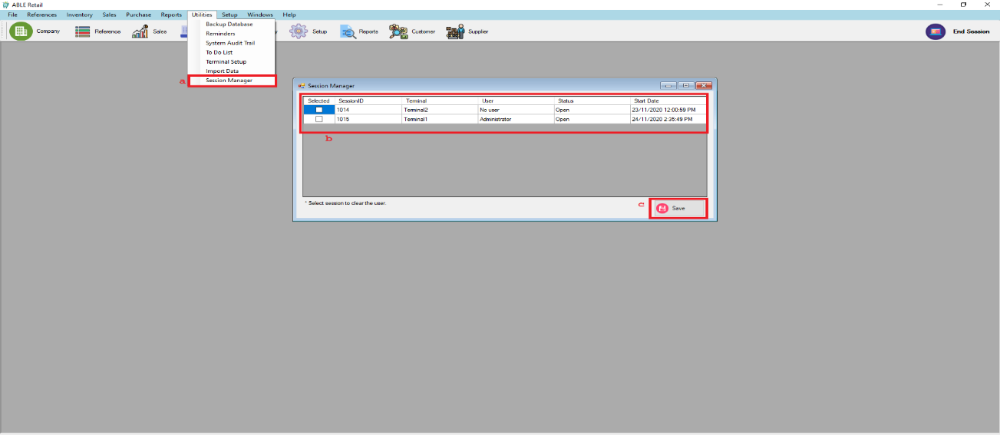 ABLE Retail
File References Inventory Sales Purchase Reports Utilities Setup Windows Help
Company Reference Sales Setup Reports Customer Supplier End Session
Backup Database
Reminders
System Audit Trail
To Do List
Terminal Setup
Import Data
a Session Manager
Session Manager
Selected SessionID Terminal User Status Start Date
1014 Terminal2 No user Open 23/11/2020 12:00:59 PM
1015 Terminal1 Administrator Open 24/11/2020 2:35:49 PM
b
* Select session to clear the user.
c Save